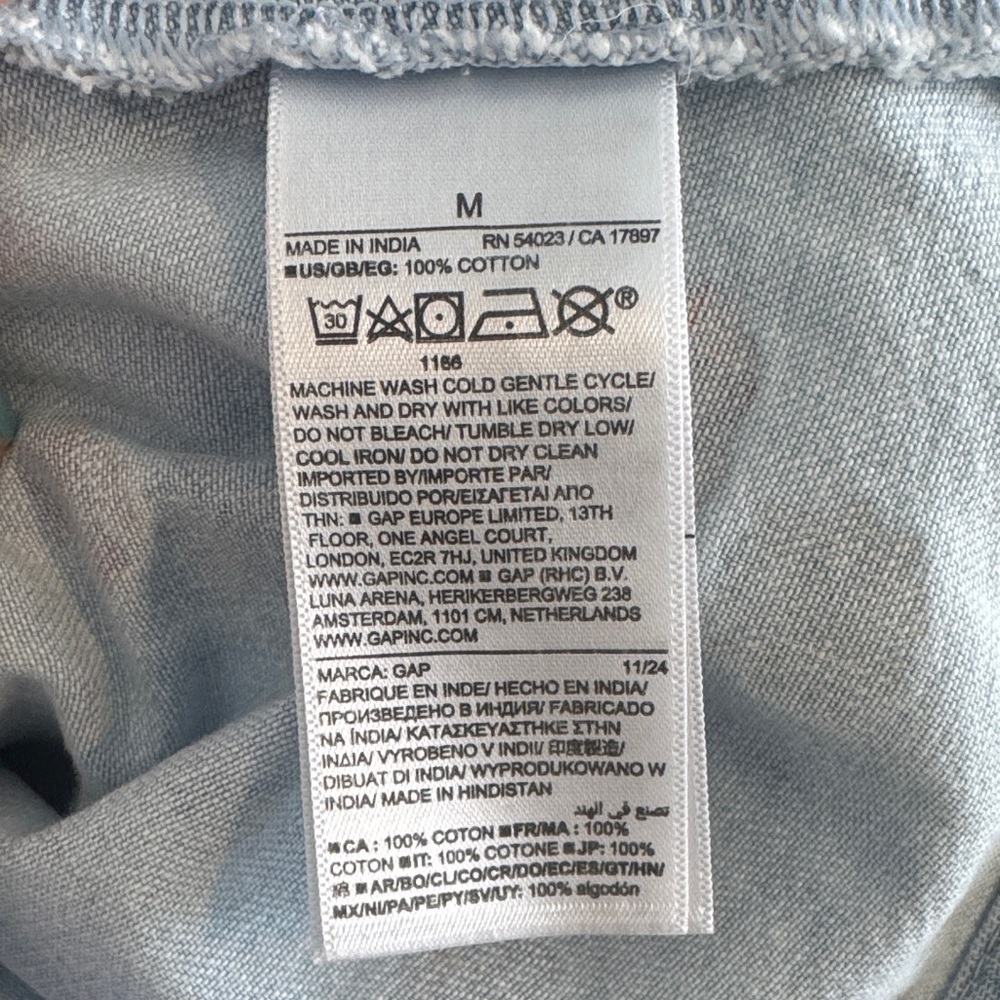 M
MADE IN INDIA RN 54023 / CA 17897
■US/GB/EG: 100% COTTON
30 ®
1166
MACHINE WASH COLD GENTLE CYCLE/
WASH AND DRY WITH LIKE COLORS/
DO NOT BLEACH/ TUMBLE DRY LOW/
COOL IRON/ DO NOT DRY CLEAN
IMPORTED BY/IMPORTE PAR/
DISTRIBUIDO POR/ΕΙΣΑΓΕΤΑΙ ΑΠΟ
ΤΗΝ: ■ GAP EUROPE LIMITED, 13TH
FLOOR, ONE ANGEL COURT,
LONDON, EC2R 7HJ, UNITED KINGDOM
WWW.GAPINC.COM ■ GAP (RHC) B.V.
LUNA ARENA, HERIKERBERGWEG 238
AMSTERDAM, 1101 CM, NETHERLANDS
WWW.GAPINC.COM
MARCA: GAP 11/24
FABRIQUE EN INDE/ HECHO EN INDIA/
ПРОИЗВЕДЕНО В ИНДИЯ/ FABRICADO
NA ÍNDIA/ ΚΑΤΑΣΚΕΥΑΣΤΗΚΕ ΣΤΗΝ
ΙΝΔΙΑ/ VYROBENO V INDII/ 印度製造/
DIBUAT DI INDIA/ WYPRODUKOWANO W
INDIA/ MADE IN HINDISTAN
تصنع في الهند
■CA : 100% COTON ■FR/MA : 100%
COTON ■IT: 100% COTONE ■JP: 100%
綿 ■AR/BO/CL/CO/CR/DO/EC/ES/GT/HN/
MX/NI/PA/PE/PY/SV/UY: 100% algodón